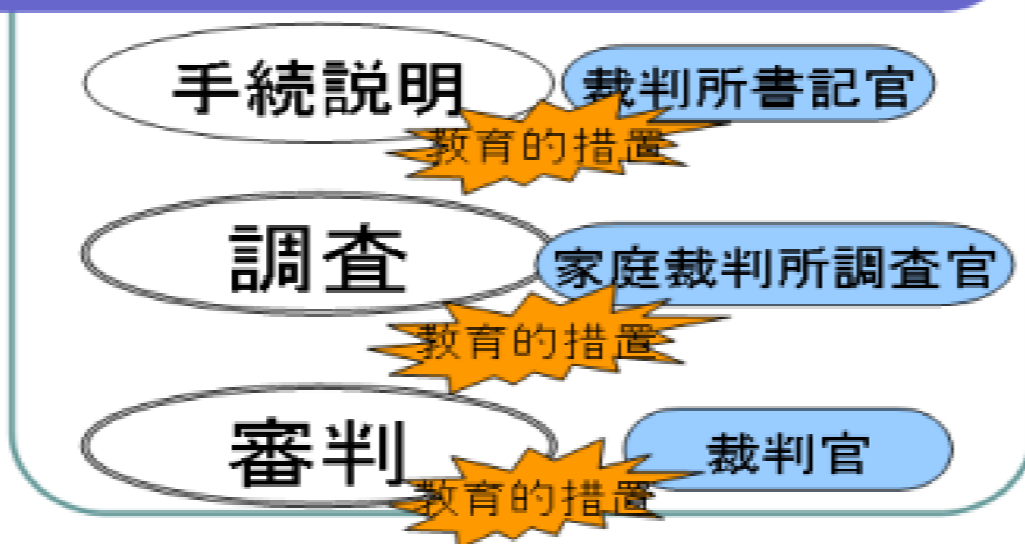 手続説明
裁判所書記官
教育的措置
調査
家庭裁判所調査官
教育的措置
審判
裁判官
教育的措置